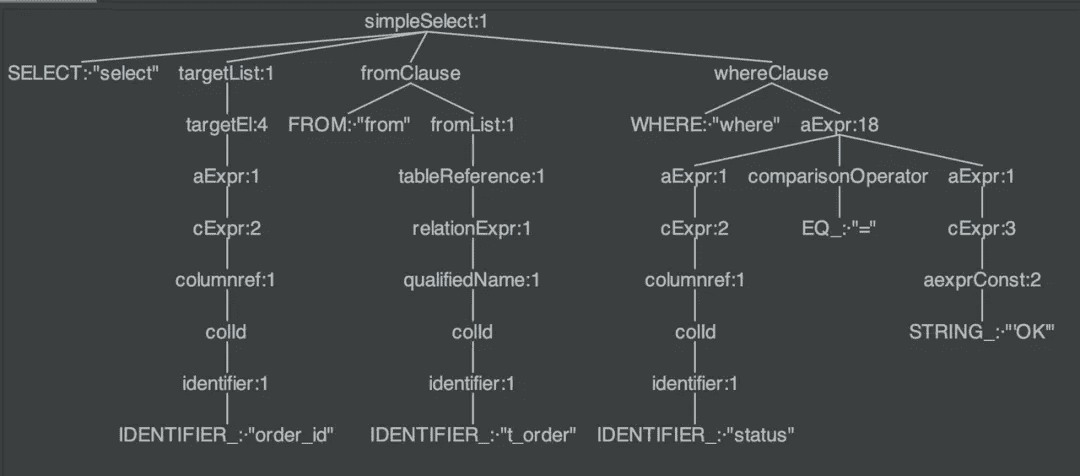 simpleSelect:1
SELECT:·"select" targetList:1 fromClause whereClause
targetEl:4 FROM:·"from" fromList:1 WHERE:·"where" aExpr:18
aExpr:1 tableReference:1 aExpr:1 comparisonOperator aExpr:1
cExpr:2 relationExpr:1 cExpr:2 EQ_:·"=" cExpr:3
columnref:1 qualifiedName:1 columnref:1 aexprConst:2
colId colId colId STRING_:·"'OK'"
identifier:1 identifier:1 identifier:1
IDENTIFIER_:·"order_id" IDENTIFIER_:·"t_order" IDENTIFIER_:·"status"